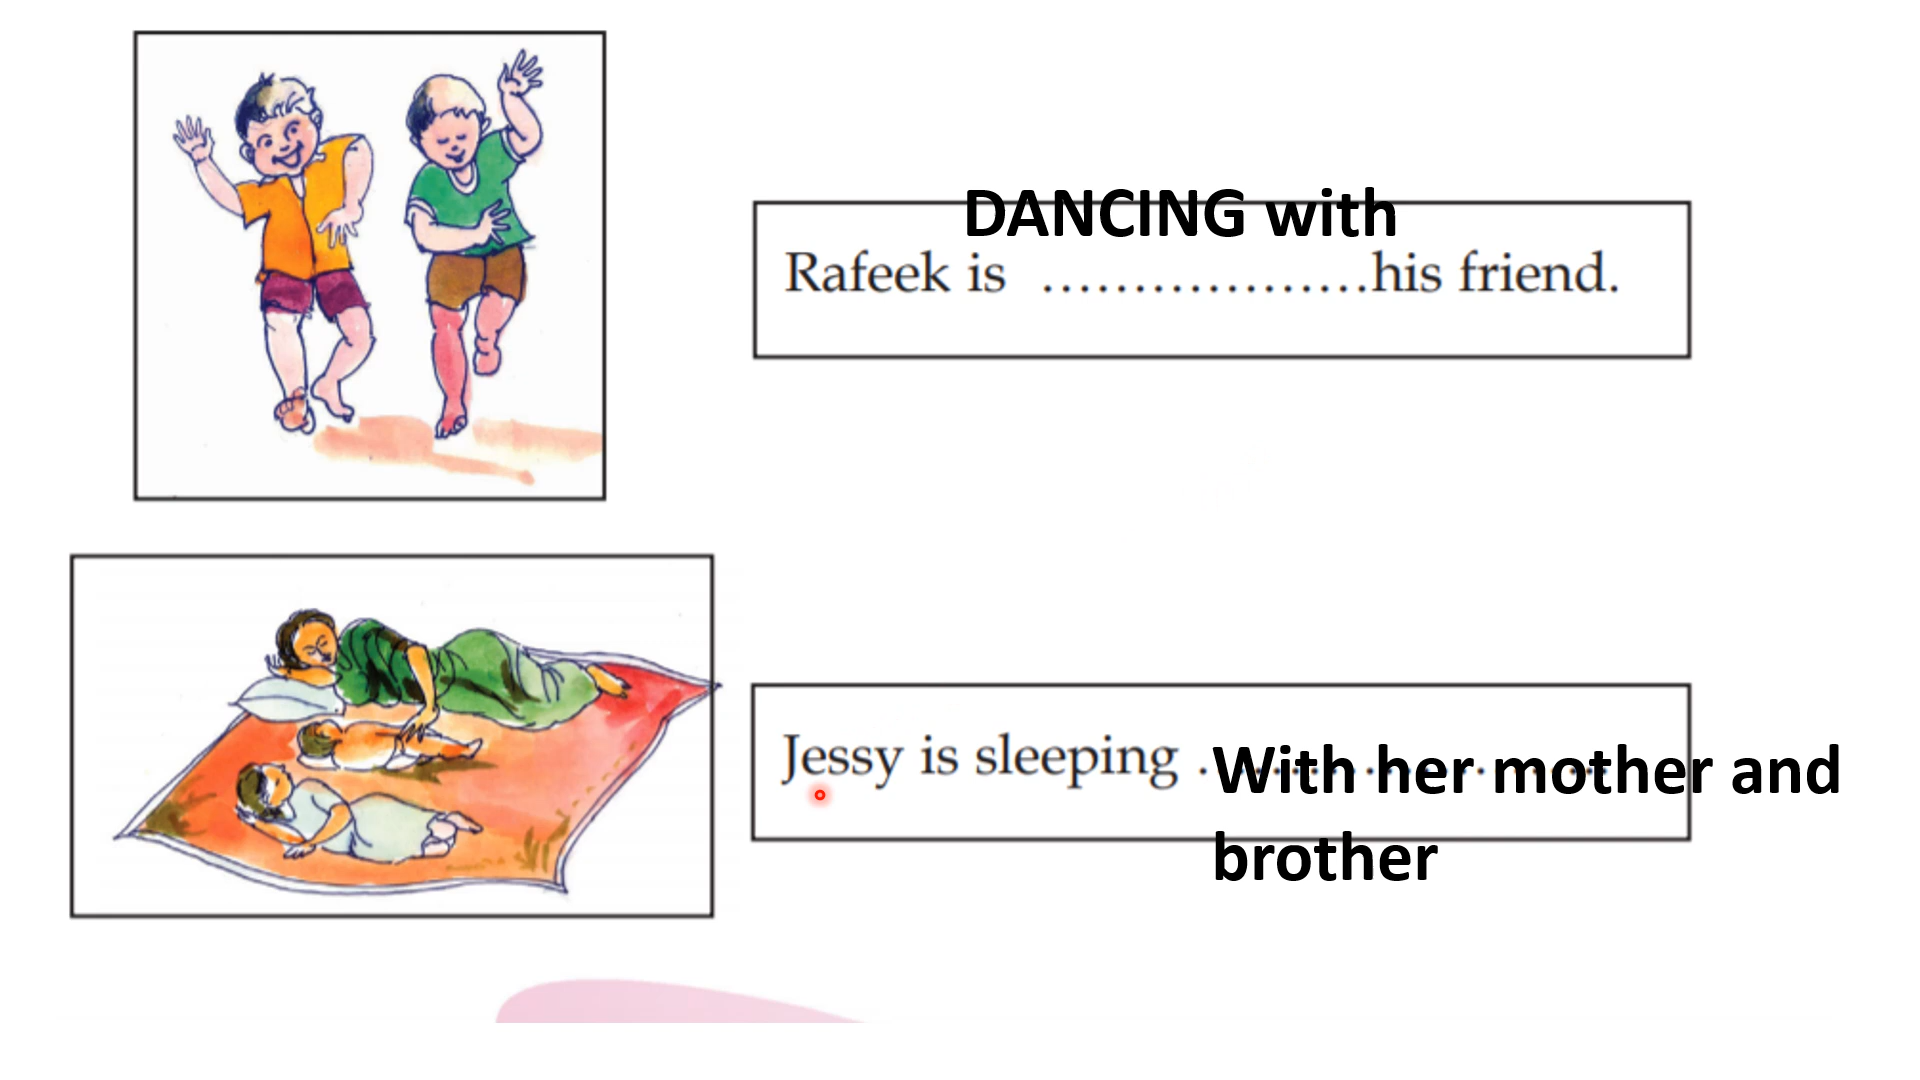 DANCING with
Rafeek is ..................his friend.
Jessy is sleeping . With her mother and
brother